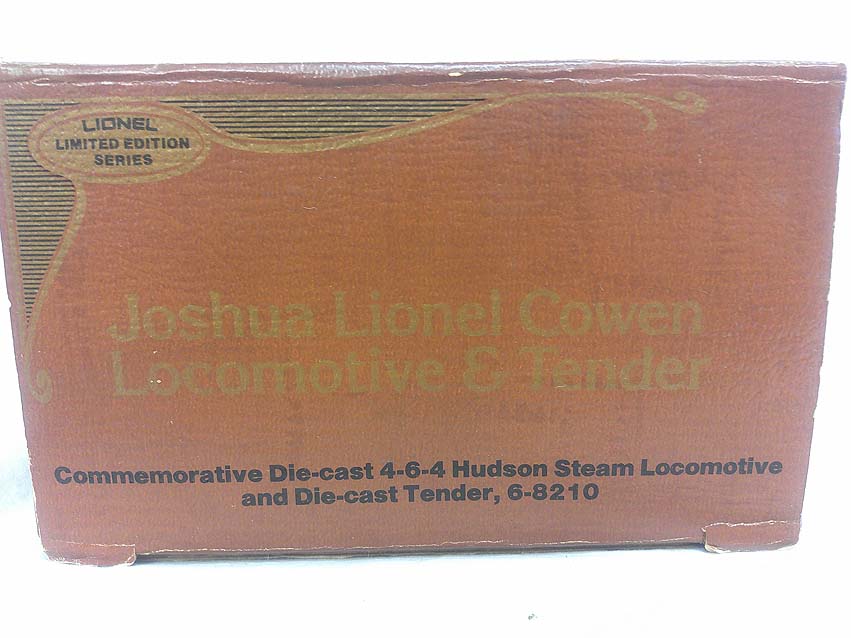 LIONEL
LIMITED EDITION
SERIES
Joshua Lionel Cowen
Locomotive & Tender
Commemorative Die-cast 4-6-4 Hudson Steam Locomotive
and Die-cast Tender, 6-8210